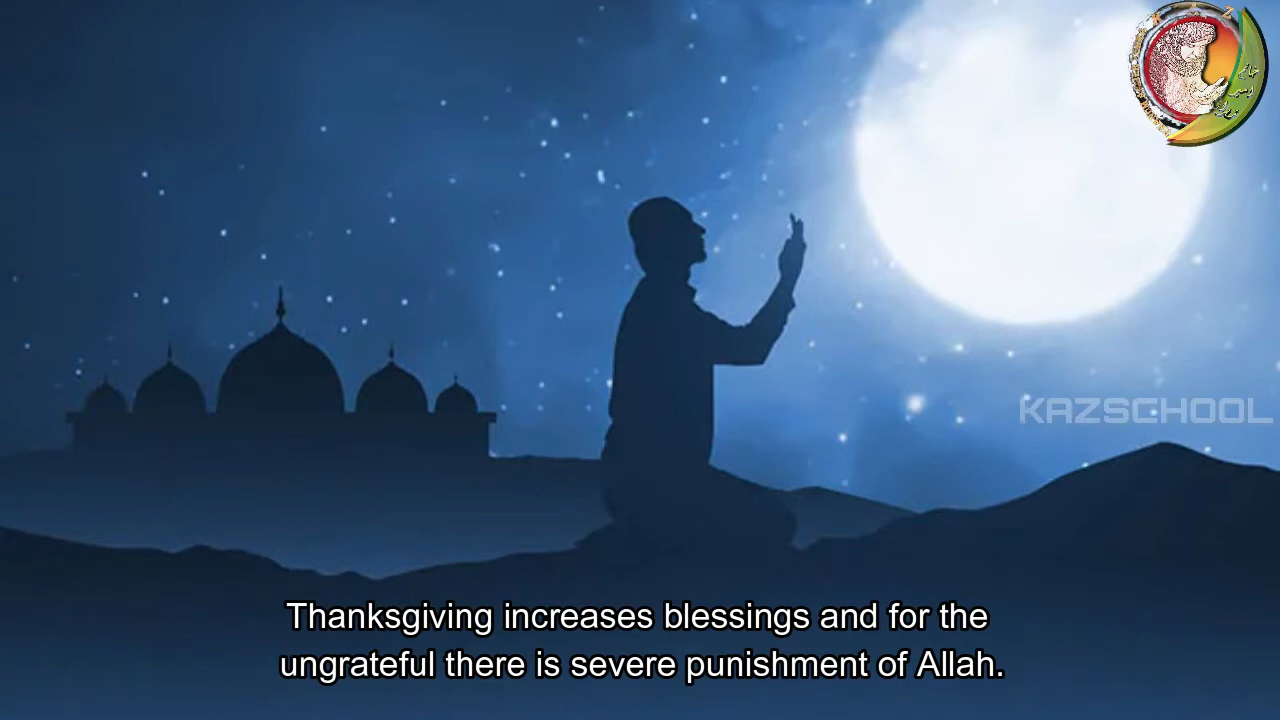 K A Z
KAZSCHOOL
Thanksgiving increases blessings and for the
ungrateful there is severe punishment of Allah.